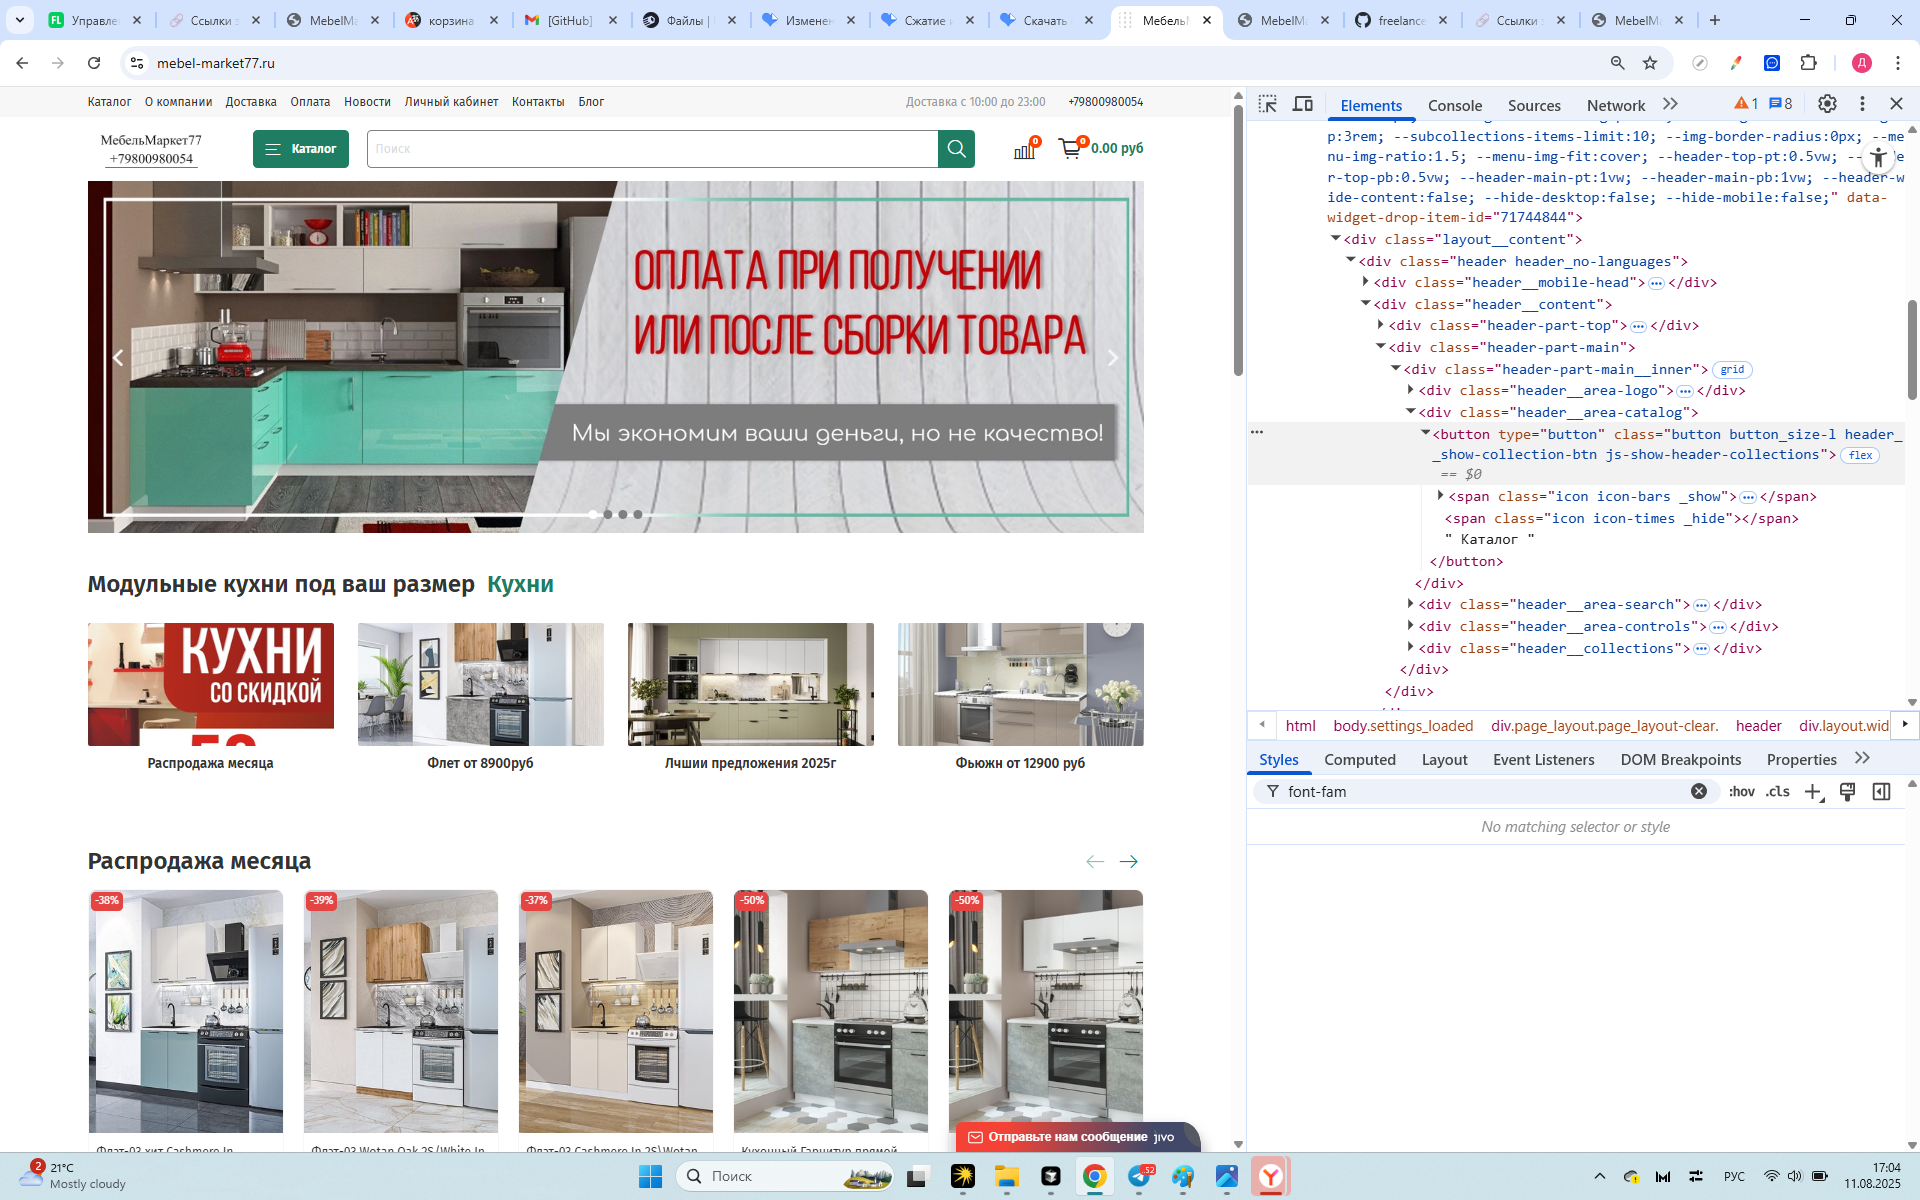 Управлен
Ссылки з
MebelMa
корзина
[GitHub]
Файлы |
Изменен
Сжатие и
Скачать
МебельМ
MebelMa
freelance
Ссылки з
MebelMa
mebel-market77.ru
Д
Каталог О компании Доставка Оплата Новости Личный кабинет Контакты Блог
Доставка с 10:00 до 23:00 +79800980054
МебельМаркет77
+79800980054
Каталог
Поиск
0
0
0.00 руб
ОПЛАТА ПРИ ПОЛУЧЕНИИ
ИЛИ ПОСЛЕ СБОРКИ ТОВАРА
Мы экономим ваши деньги, но не качество!
Модульные кухни под ваш размер Кухни
КУХНИ
СО СКИДКОЙ
Распродажа месяца
Флет от 8900руб
Лчшии предложения 2025г
Фьюжн от 12900 руб
Распродажа месяца
-38%
-39%
-37%
-50%
-50%
Флат-03 хит Cashmere In
Флат-03 Wotan Oak 2S/White In
Флат-03 Cashmere In 2S\Wotan
Кухонный Гарнитур прямой
Отправьте нам сообщение jivo
Elements Console Sources Network 1 8
p:3rem; --subcollections-items-limit:10; --img-border-radius:0px; --me
nu-img-ratio:1.5; --menu-img-fit:cover; --header-top-pt:0.5vw; --
r-top-pb:0.5vw; --header-main-pt:1vw; --header-main-pb:1vw; --header-w
ide-content:false; --hide-desktop:false; --hide-mobile:false;" data-
widget-drop-item-id="71744844">
<div class="layout__content">
<div class="header header_no-languages">
<div class="header__mobile-head"> ••• </div>
<div class="header__content">
<div class="header-part-top"> ••• </div>
<div class="header-part-main">
<div class="header-part-main__inner"> grid
<div class="header__area-logo"> ••• </div>
<div class="header__area-catalog">
<button type="button" class="button button_size-l header_
_show-collection-btn js-show-header-collections"> flex
== $0
<span class="icon icon-bars _show"> ••• </span>
<span class="icon icon-times _hide"></span>
" Каталог "
</button>
</div>
<div class="header__area-search"> ••• </div>
<div class="header__area-controls"> ••• </div>
<div class="header__collections"> ••• </div>
</div>
</div>
html body.settings_loaded div.page_layout.page_layout-clear. header div.layout.wid
Styles Computed Layout Event Listeners DOM Breakpoints Properties
font-fam
:hov .cls
No matching selector or style
2
21°C
Mostly cloudy
Поиск
52
РУС
17:04
11.08.2025